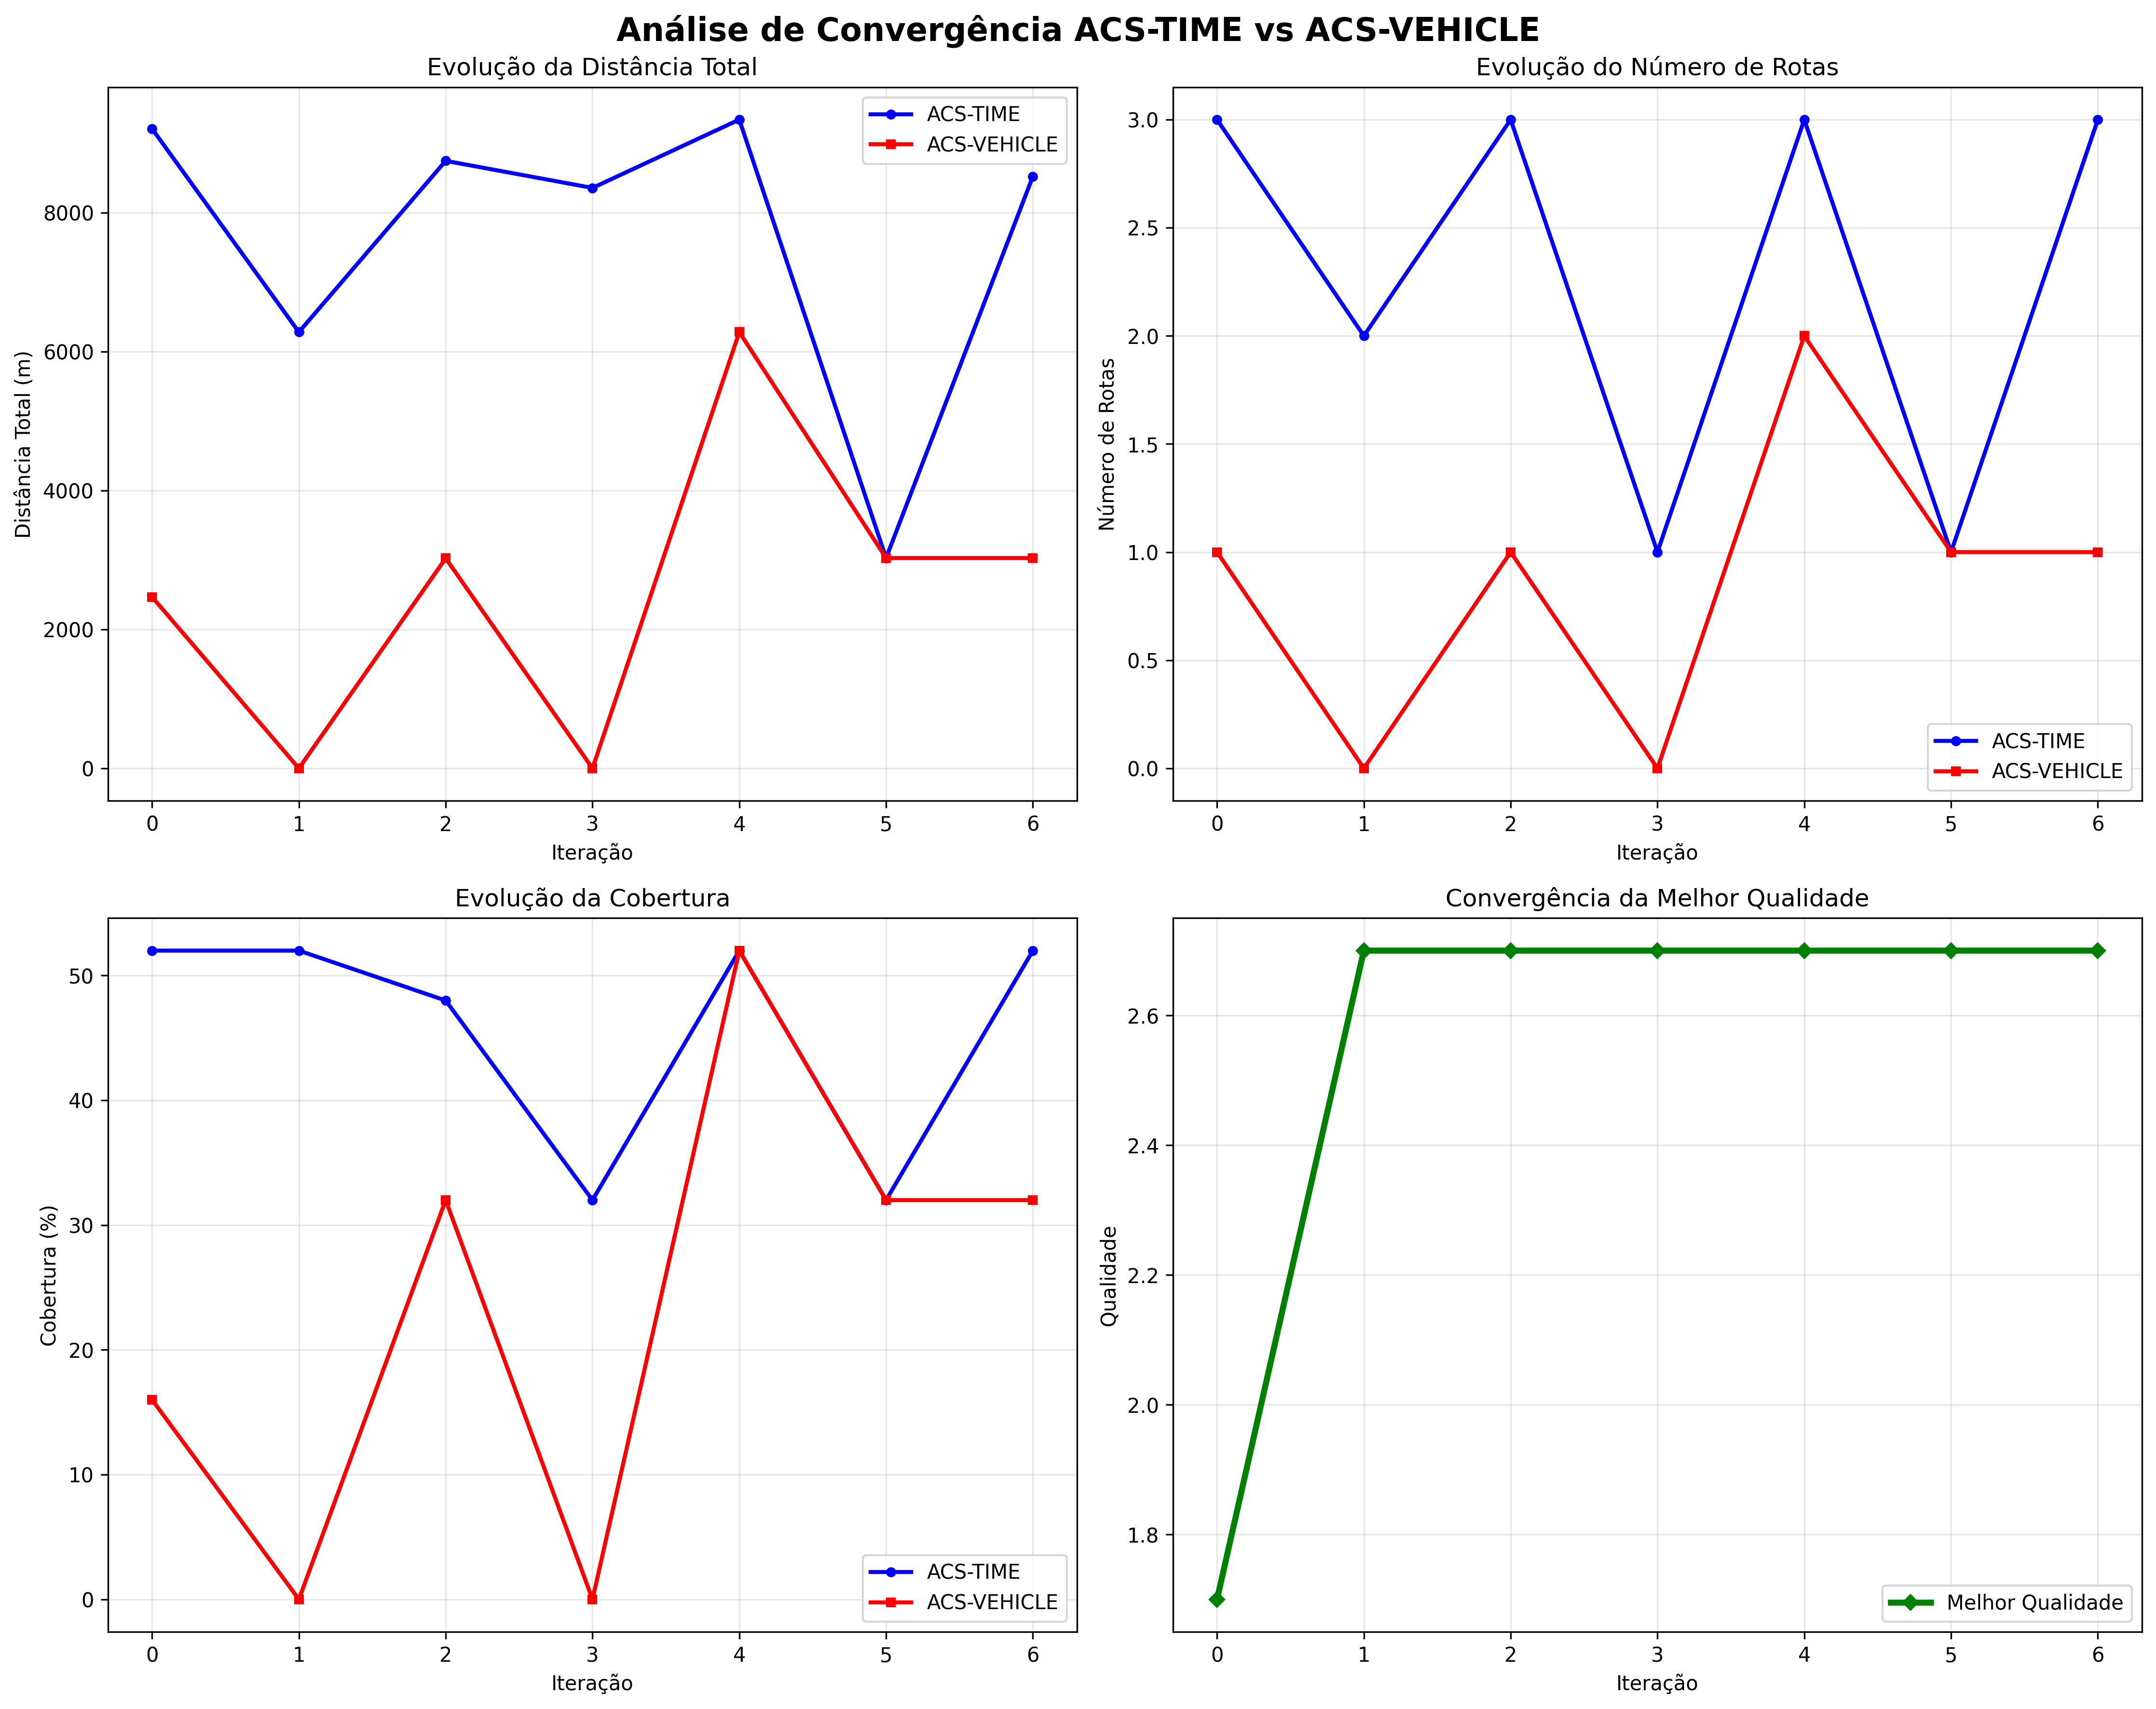 Análise de Convergência ACS-TIME vs ACS-VEHICLE
Evolução da Distância Total
Distância Total (m)
8000
6000
4000
2000
0
ACS-TIME
ACS-VEHICLE
0 1 2 3 4 5 6
Iteração
Evolução do Número de Rotas
Número de Rotas
3.0
2.5
2.0
1.5
1.0
0.5
0.0
ACS-TIME
ACS-VEHICLE
0 1 2 3 4 5 6
Iteração
Evolução da Cobertura
Cobertura (%)
50
40
30
20
10
0
ACS-TIME
ACS-VEHICLE
0 1 2 3 4 5 6
Iteração
Convergência da Melhor Qualidade
Qualidade
2.6
2.4
2.2
2.0
1.8
Melhor Qualidade
0 1 2 3 4 5 6
Iteração